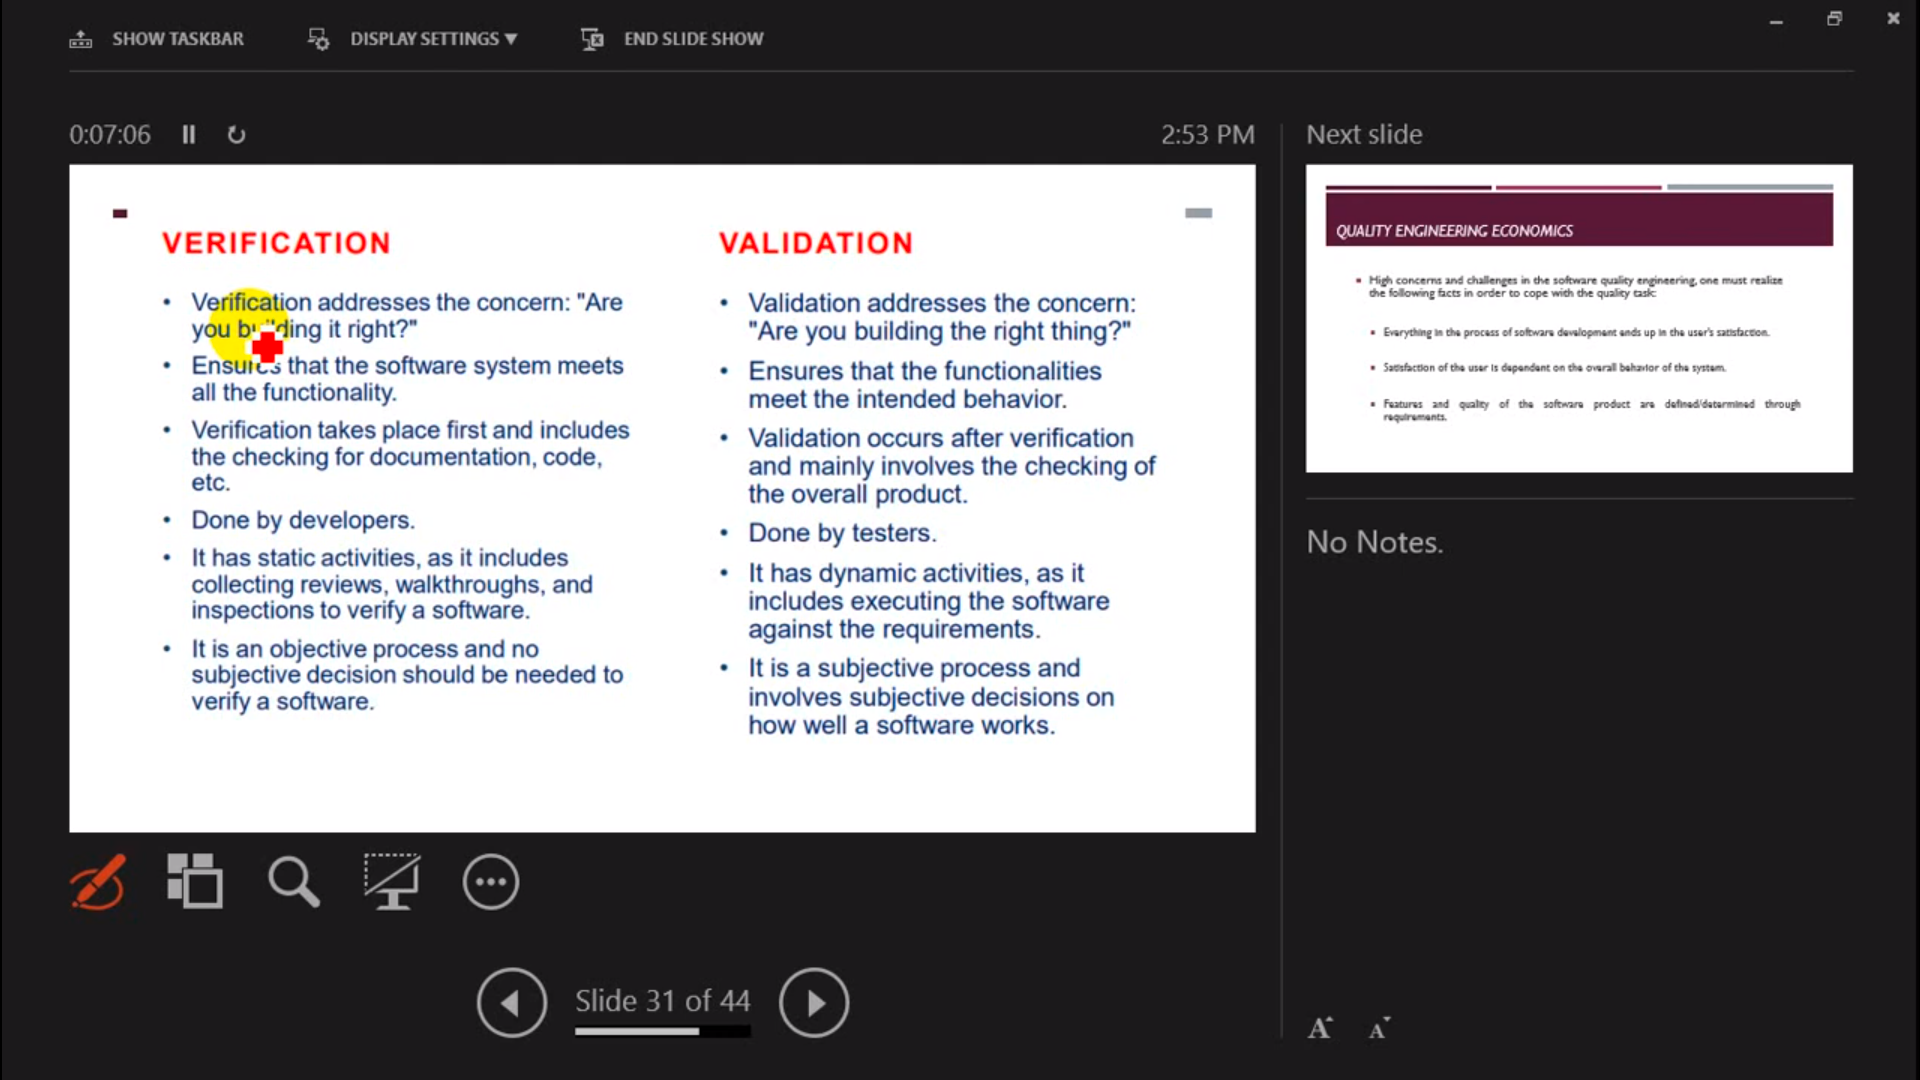 SHOW TASKBAR
DISPLAY SETTINGS ▼
END SLIDE SHOW
0:07:06
2:53 PM
VERIFICATION
• Verification addresses the concern: "Are
you building it right?"
• Ensures that the software system meets
all the functionality.
• Verification takes place first and includes
the checking for documentation, code,
etc.
• Done by developers.
• It has static activities, as it includes
collecting reviews, walkthroughs, and
inspections to verify a software.
• It is an objective process and no
subjective decision should be needed to
verify a software.
VALIDATION
• Validation addresses the concern:
"Are you building the right thing?"
• Ensures that the functionalities
meet the intended behavior.
• Validation occurs after verification
and mainly involves the checking of
the overall product.
• Done by testers.
• It has dynamic activities, as it
includes executing the software
against the requirements.
• It is a subjective process and
involves subjective decisions on
how well a software works.
Next slide
QUALITY ENGINEERING ECONOMICS
▪ High concerns and challenges in the software quality engineering, one must realize
the following facts in order to cope with the quality task:
▪ Everything in the process of software development ends up in the user's satisfaction.
▪ Satisfaction of the user is dependent on the overall behavior of the system.
▪ Features and quality of the software product are defined/determined through
requirements.
No Notes.
Slide 31 of 44
A A